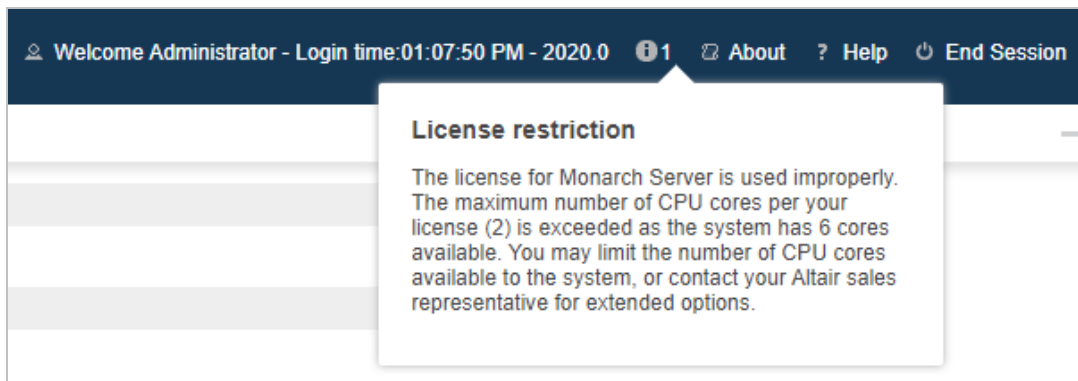 Welcome Administrator - Login time:01:07:50 PM - 2020.0 1 About ? Help End Session
License restriction
The license for Monarch Server is used improperly.
The maximum number of CPU cores per your
license (2) is exceeded as the system has 6 cores
available. You may limit the number of CPU cores
available to the system, or contact your Altair sales
representative for extended options.